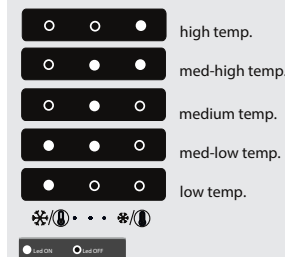 high temp.
med-high temp.
medium temp.
med-low temp.
low temp.
Led ON Led OFF